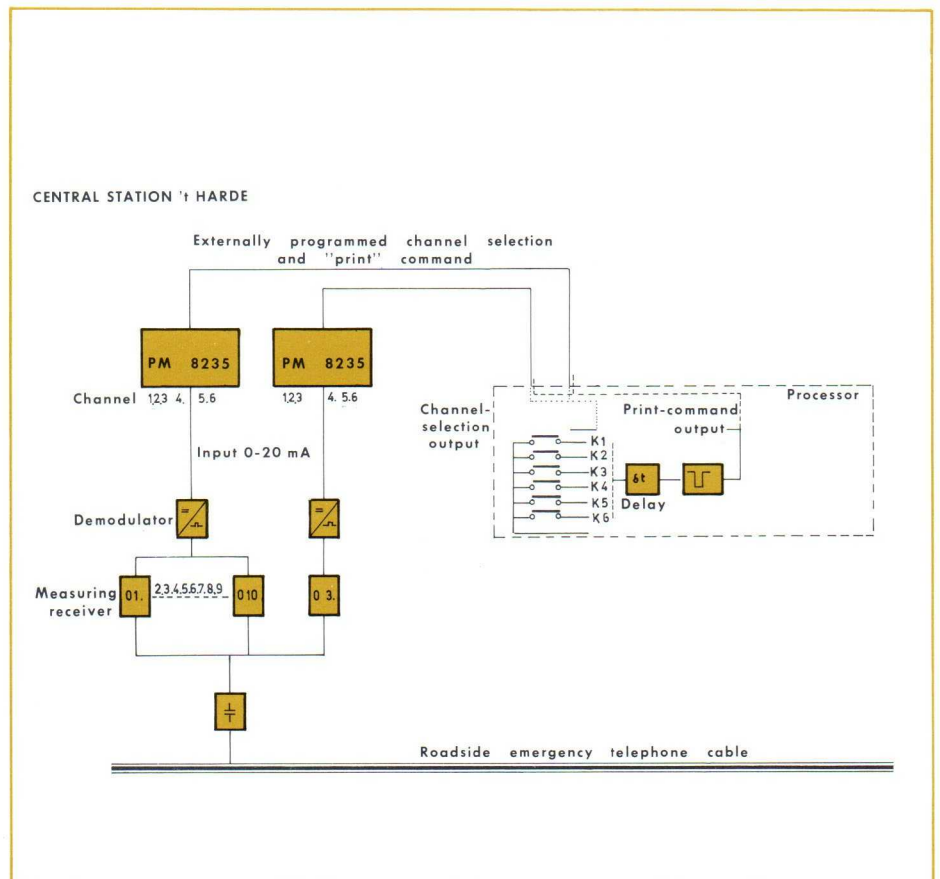 CENTRAL STATION 't HARDE
Externally programmed channel selection
and "print" command
PM 8235
PM 8235
Channel 1,2,3 4. 5.6
1,2,3 4. 5.6
Input 0-20 mA
Demodulator
Measuring
receiver
01. 2,3.4.5.6.7.8,9 010
0 3.
Processor
Channel-
selection
output
Print-command
output
K1
K2
K3
K4
K5
K6
δt
Delay
Roadside emergency telephone cable